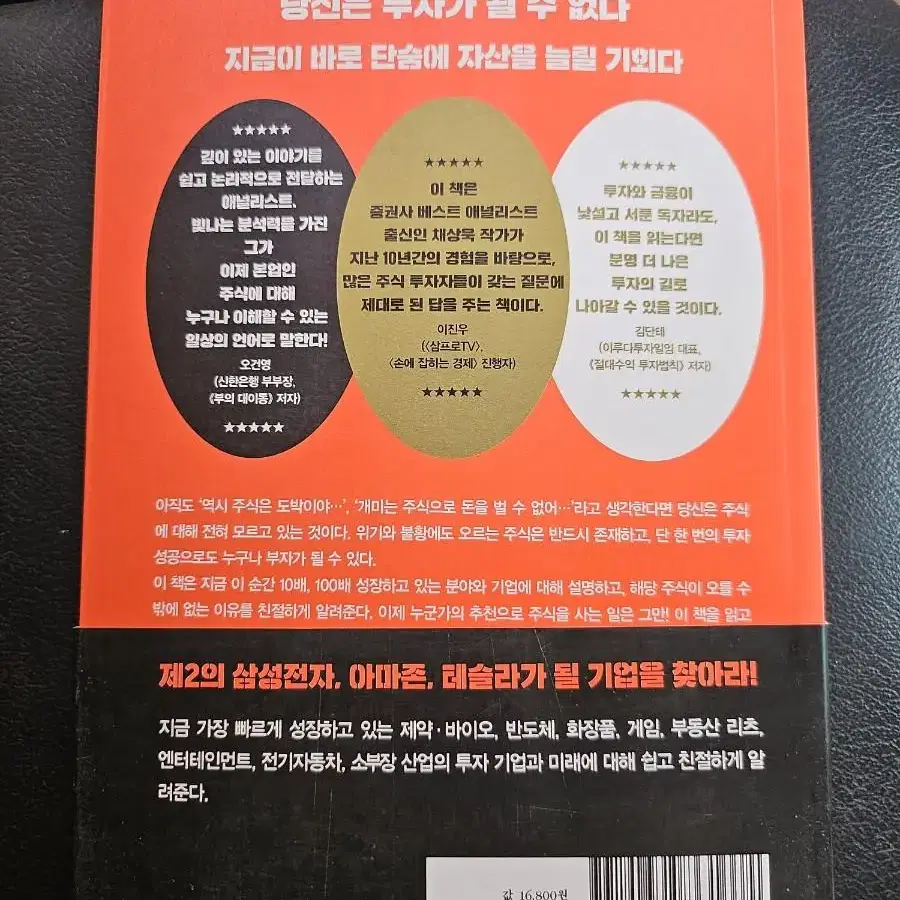 당신은 부자가 될 수 없다
지금이 바로 단숨에 자산을 늘릴 기회다
★★★★★
깊이 있는 이야기를
쉽고 논리적으로 전달하는
애널리스트.
빛나는 분석력을 가진
그가
이제 본업인
주식에 대해
누구나 이해할 수 있는
일상의 언어로 말한다!
오건영
(신한은행 부부장,
《부의 대이동》 저자)
★★★★★
★★★★★
이 책은
증권사 베스트 애널리스트
출신인 채상욱 작가가
지난 10년간의 경험을 바탕으로,
많은 주식 투자자들이 갖는 질문에
제대로 된 답을 주는 책이다.
이진우
(〈삼프로TV〉,
〈손에 잡히는 경제〉 진행자)
★★★★★
★★★★★
투자와 금융이
낯설고 서툰 독자라도,
이 책을 읽는다면
분명 더 나은
투자의 길로
나아갈 수 있을 것이다.
김단테
(이루다투자일임 대표,
《절대수익 투자법칙》 저자)
★★★★★
아직도 ‘역시 주식은 도박이야…’, ‘개미는 주식으로 돈을 벌 수 없어…’라고 생각한다면 당신은 주식
에 대해 전혀 모르고 있는 것이다. 위기와 불황에도 오르는 주식은 반드시 존재하고, 단 한 번의 투자
성공으로도 누구나 부자가 될 수 있다.
이 책은 지금 이 순간 10배, 100배 성장하고 있는 분야와 기업에 대해 설명하고, 해당 주식이 오를 수
밖에 없는 이유를 친절하게 알려준다. 이제 누군가의 추천으로 주식을 사는 일은 그만! 이 책을 읽고
제2의 삼성전자, 아마존, 테슬라가 될 기업을 찾아라!
지금 가장 빠르게 성장하고 있는 제약·바이오, 반도체, 화장품, 게임, 부동산 리츠,
엔터테인먼트, 전기자동차, 소부장 산업의 투자 기업과 미래에 대해 쉽고 친절하게 알
려준다.
값 16,800원